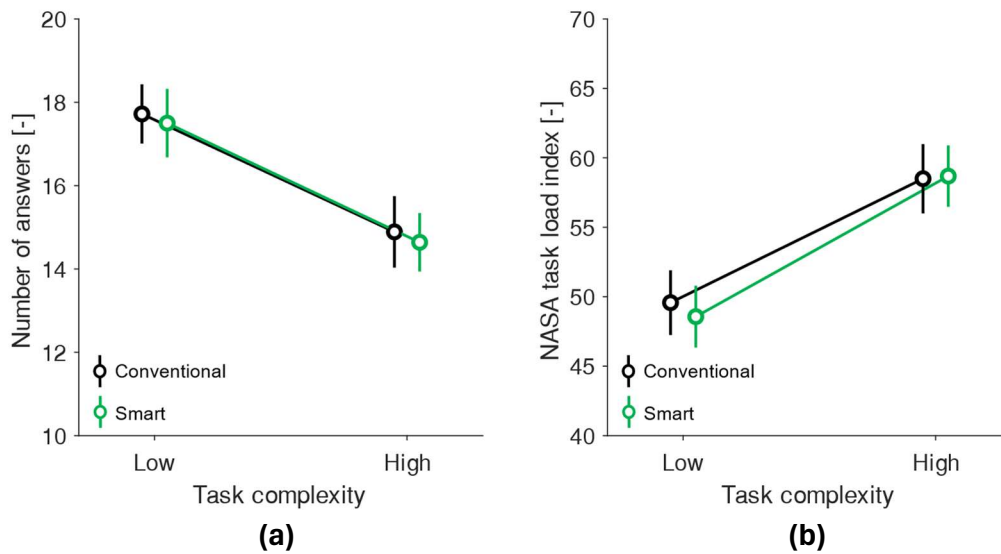 20
18
16
14
12
10
Number of answers [-]
Conventional
Smart
Low
High
Task complexity
(a)
70
65
60
55
50
45
40
NASA task load index [-]
Conventional
Smart
Low
High
Task complexity
(b)